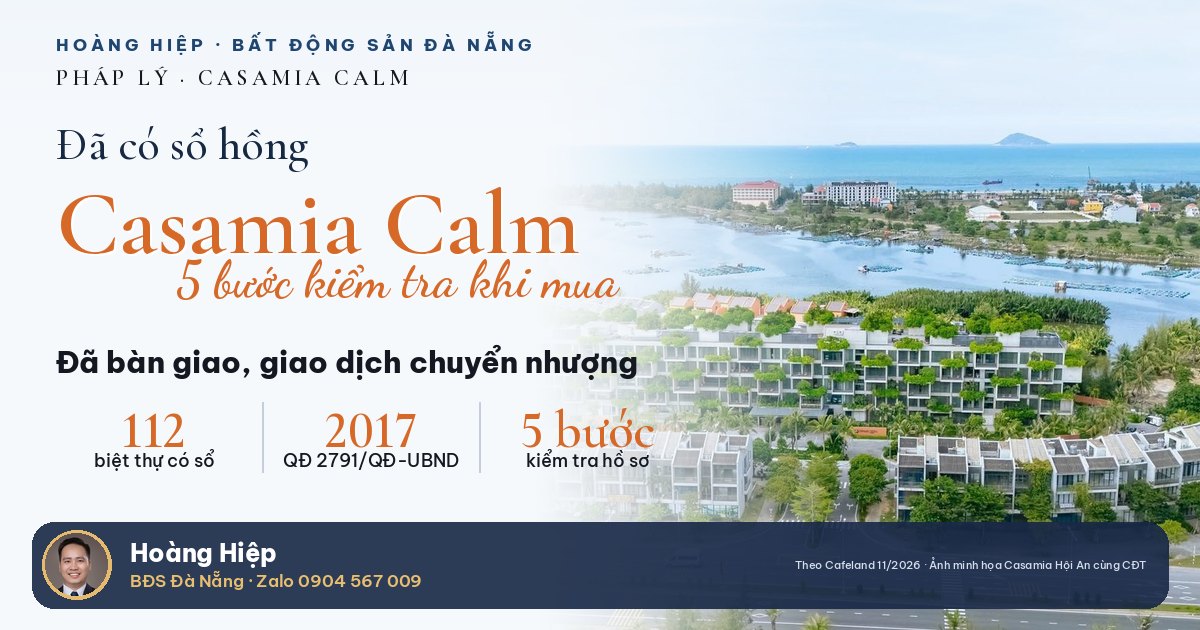 HOÀNG HIỆP · BẤT ĐỘNG SẢN ĐÀ NẴNG
PHÁP LÝ · CASAMIA CALM
Đã có sổ hồng
Casamia Calm
5 bước kiểm tra khi mua
Đã bàn giao, giao dịch chuyển nhượng
112
biệt thự có sổ
2017
QĐ 2791/QĐ-UBND
5 bước
kiểm tra hồ sơ
Hoàng Hiệp
BĐS Đà Nẵng · Zalo 0904 567 009
Theo Cafeland 11/2026 · Ảnh minh họa Casamia Hội An cùng CĐT